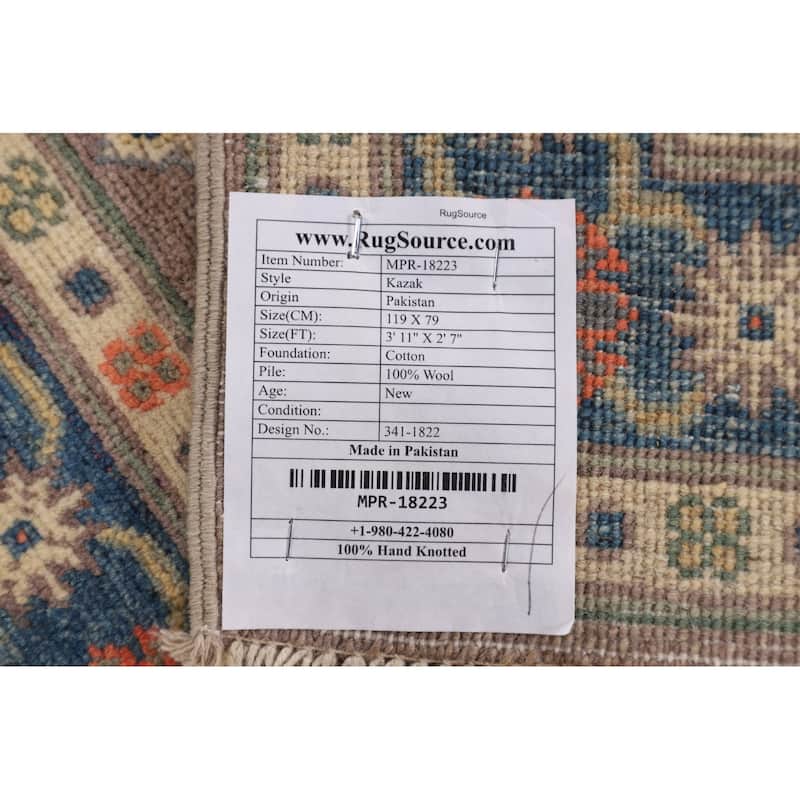 RugSource
www.RugSource.com
Item Number: MPR-18223
Style Kazak
Origin Pakistan
Size(CM): 119 X 79
Size(FT): 3' 11" X 2' 7"
Foundation: Cotton
Pile: 100% Wool
Age: New
Condition:
Design No.: 341-1822
Made in Pakistan
MPR-18223
+1-980-422-4080
100% Hand Knotted